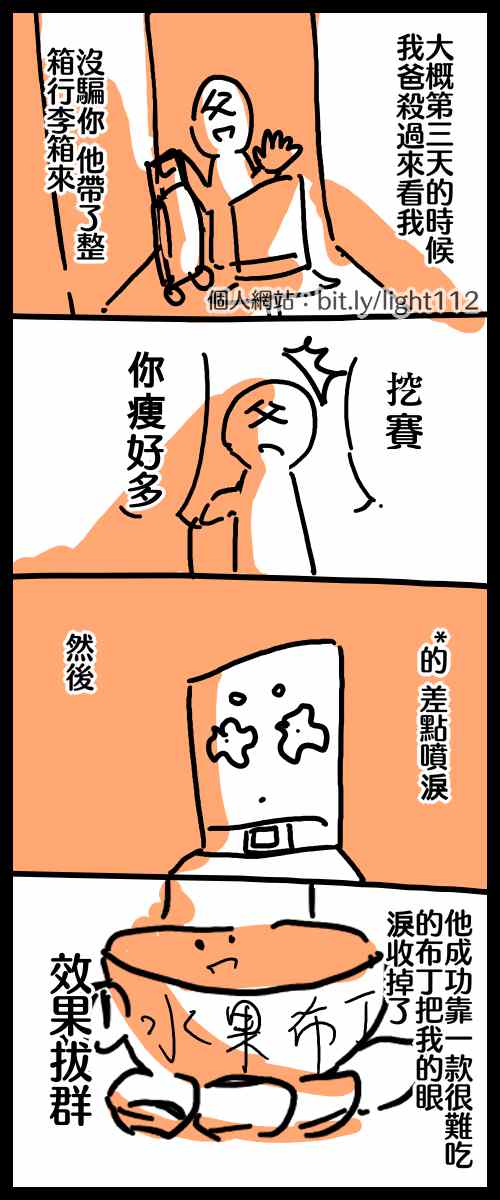 大概第三天的時候
我爸殺過來看我
父
沒騙你 他帶了整
箱行李箱來
個人網站：bit.ly/light112
挖賽
父
你瘦好多
*的 差點噴淚
然後
他成功靠一款很難吃
的布丁把我的眼
淚收掉了
水果布丁
效果拔群